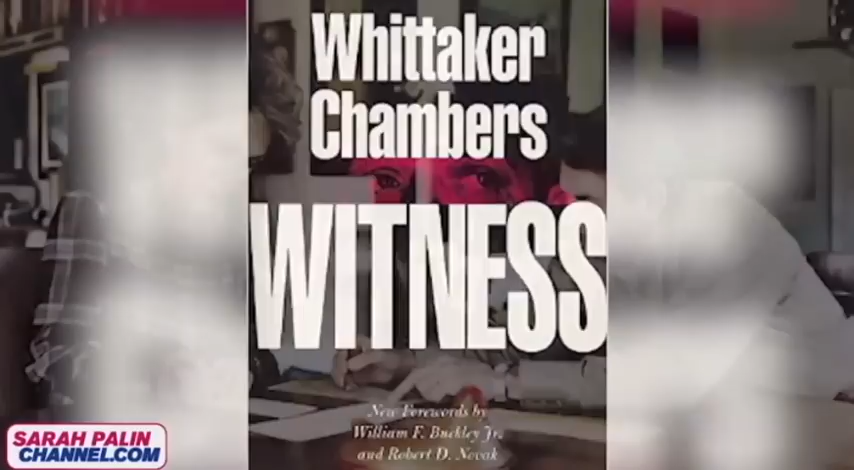 Whittaker
Chambers
WITNESS
New Forewords by
William F. Buckley Jr.
and Robert D. Novak
SARAH PALIN
CHANNEL.COM